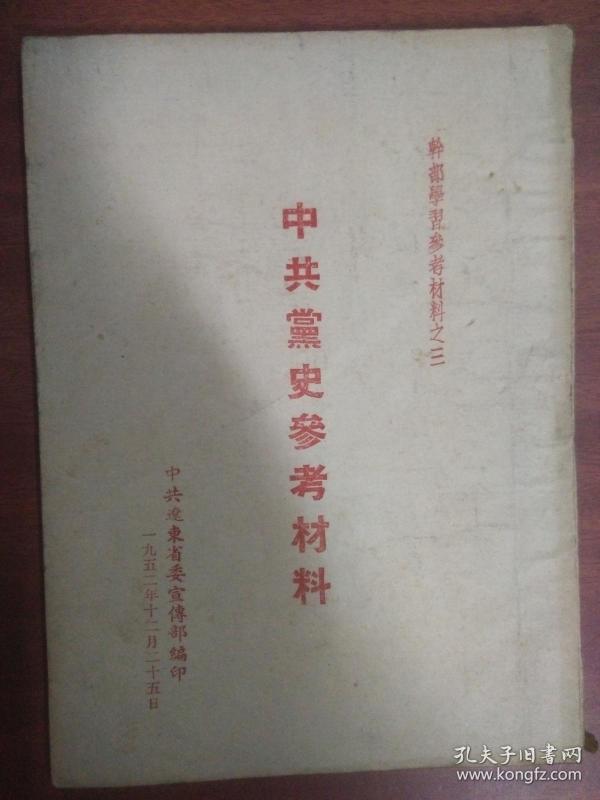 幹部學習參考材料之三
中共黨史參考材料
中共遼東省委宣傳部編印
一九五二年十二月二十五日
孔夫子旧書网
www.kongfz.com